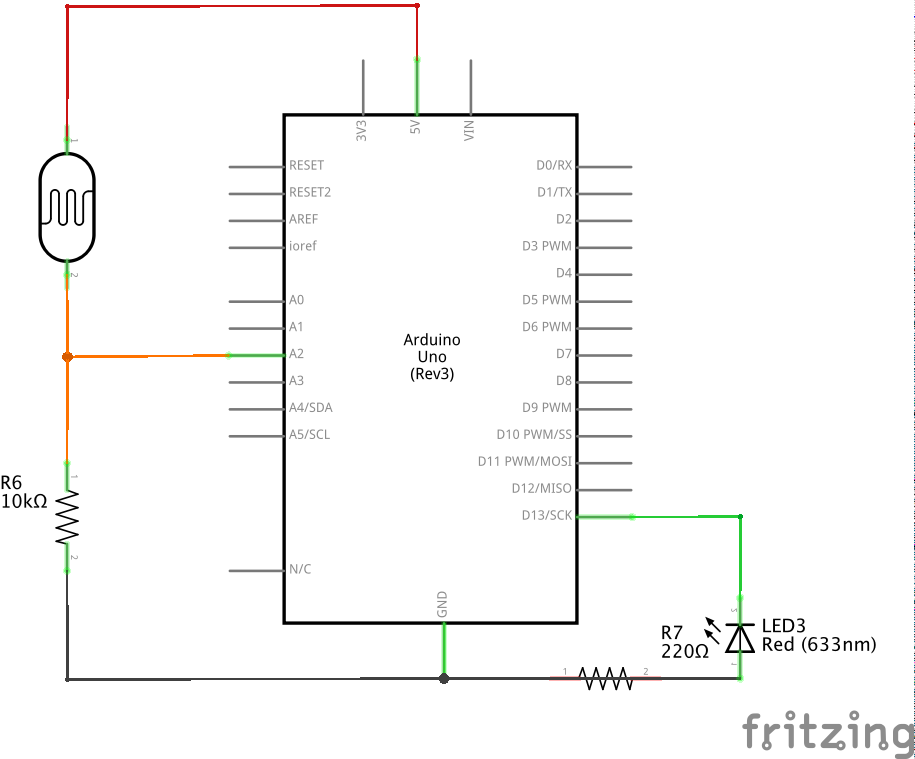 3V3
5V
VIN
1
RESET
D0/RX
RESET2
D1/TX
AREF
D2
ioref
D3 PWM
2
D4
A0
D5 PWM
A1
D6 PWM
Arduino
Uno
(Rev3)
A2
D7
A3
D8
A4/SDA
D9 PWM
A5/SCL
D10 PWM/SS
D11 PWM/MOSI
1
R6
10kΩ
D12/MISO
D13/SCK
2
N/C
GND
R7
220Ω
LED3
Red (633nm)
1
2
fritzing